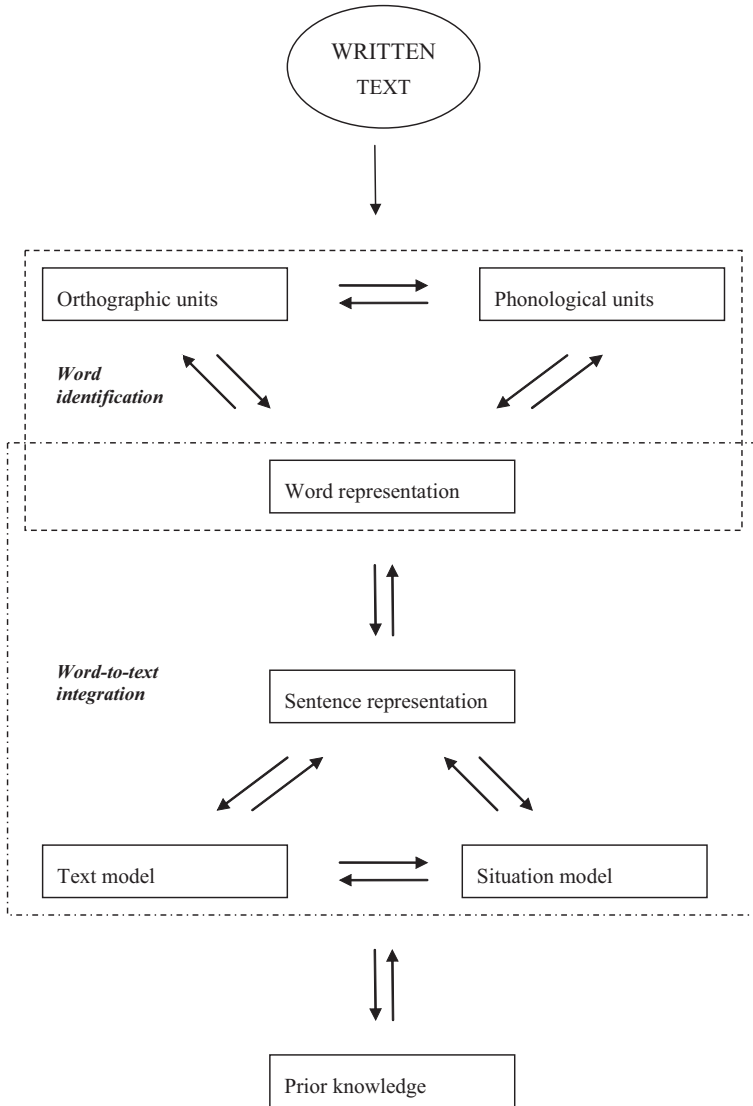 WRITTEN
TEXT
Orthographic units
Phonological units
Word
identification
Word representation
Word-to-text
integration
Sentence representation
Text model
Situation model
Prior knowledge